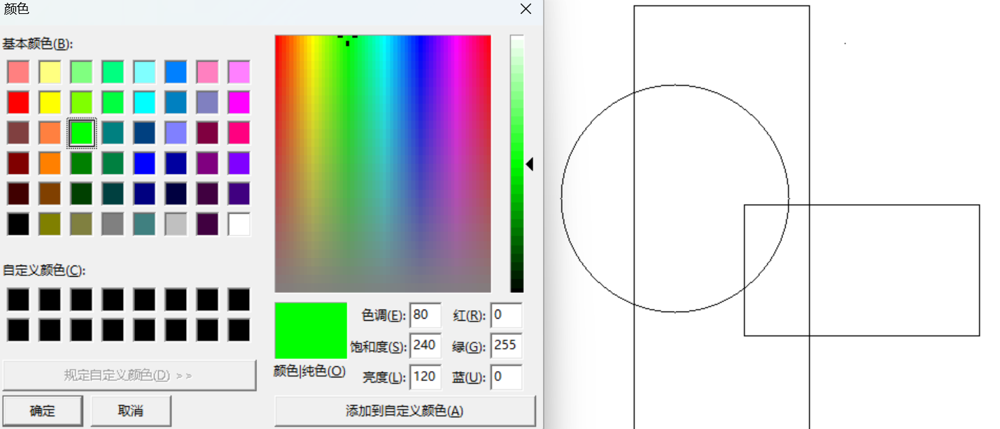 颜色
基本颜色(B):
自定义颜色(C):
规定自定义颜色(D) >>
确定
取消
颜色|纯色(O)
色调(E): 80
饱和度(S): 240
亮度(L): 120
红(R): 0
绿(G): 255
蓝(U): 0
添加到自定义颜色(A)